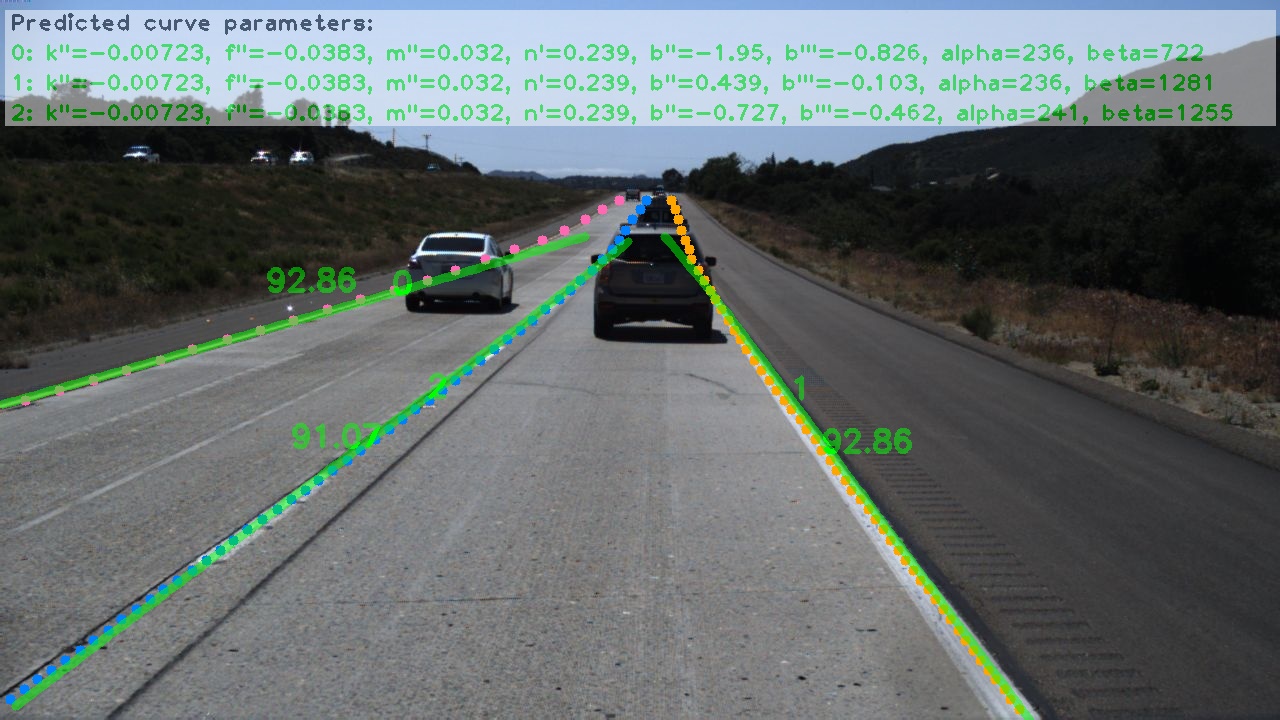 Predicted curve parameters:
0: k''=-0.00723, f''=-0.0383, m''=0.032, n'=0.239, b''=-1.95, b'''=-0.826, alpha=236, beta=722
1: k''=-0.00723, f''=-0.0383, m''=0.032, n'=0.239, b''=0.439, b'''=-0.103, alpha=236, beta=1281
2: k''=-0.00723, f''=-0.0383, m''=0.032, n'=0.239, b''=-0.727, b'''=-0.462, alpha=241, beta=1255
92.86 0
2 1
91.07 92.86